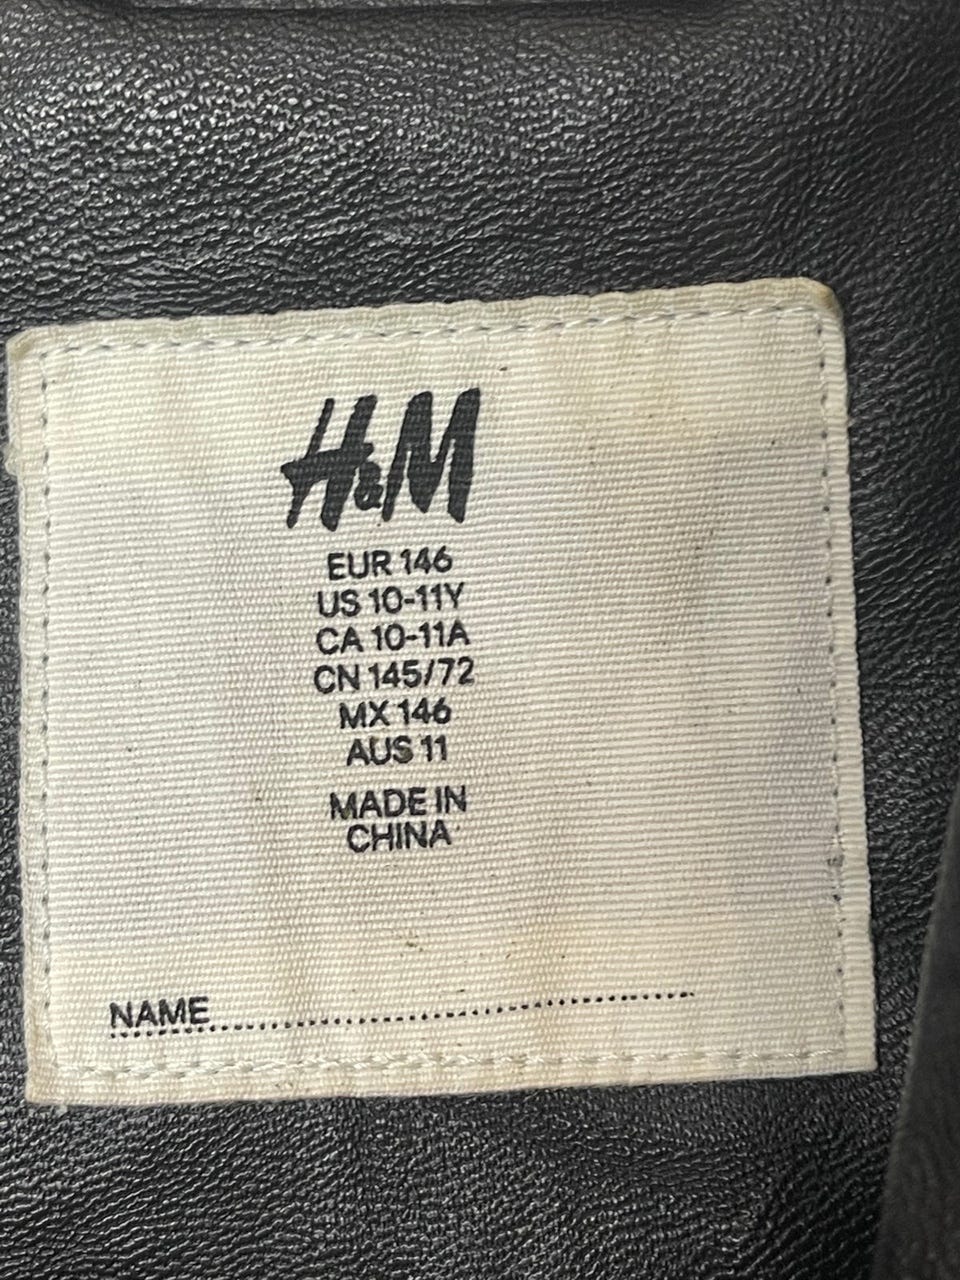 H&M
EUR 146
US 10-11Y
CA 10-11A
CN 145/72
MX 146
AUS 11
MADE IN
CHINA
NAME